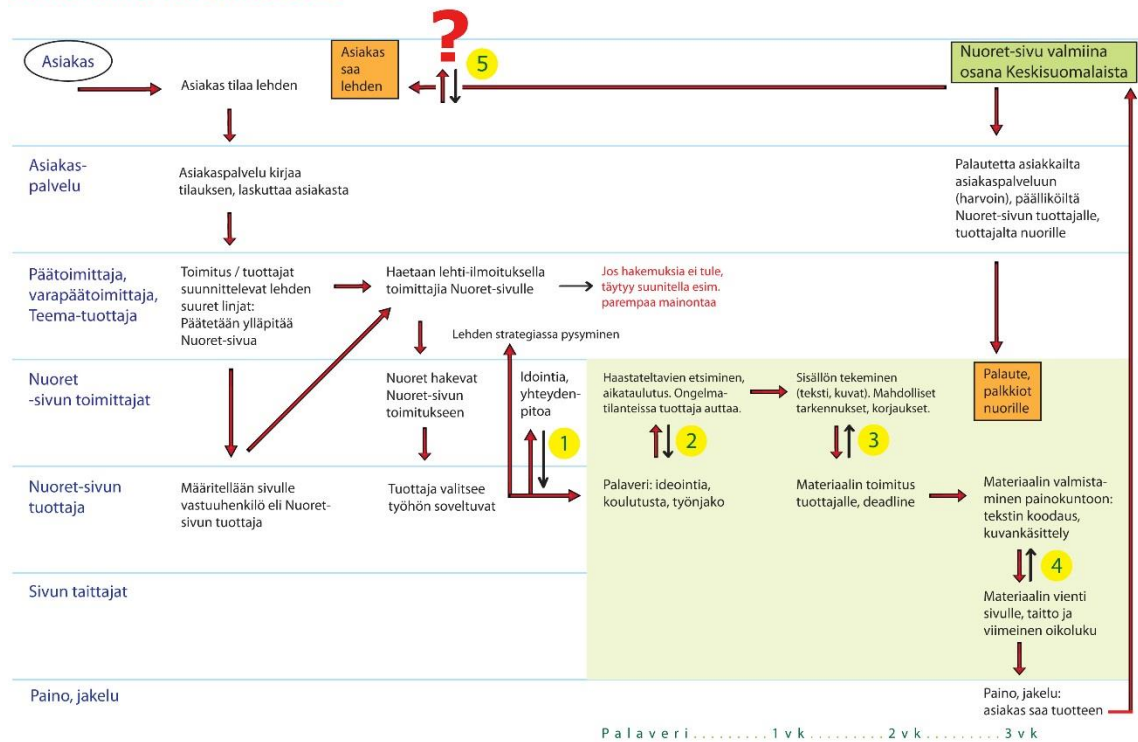 Asiakas
Asiakas tilaa lehden
Asiakas
saa
lehden
?
5
Nuoret-sivu valmiina
osana Keskisuomalaista
Asiakas-
palvelu
Asiakaspalvelu kirjaa
tilauksen, laskuttaa asiakasta
Palautetta asiakkailta
asiakaspalveluun
(harvoin), päälliköiltä
Nuoret-sivun tuottajalle,
tuottajalta nuorille
Päätoimittaja,
varapäätoimittaja,
Teema-tuottaja
Toimitus / tuottajat
suunnittelevat lehden
suuret linjat:
Päätetään ylläpitää
Nuoret-sivua
Haetaan lehti-ilmoituksella
toimittajia Nuoret-sivulle
Jos hakemuksia ei tule,
täytyy suunitella esim.
parempaa mainontaa
Lehden strategiassa pysyminen
Nuoret
-sivun toimittajat
Nuoret hakevat
Nuoret-sivun
toimitukseen
Idointia,
yhteyden-
pitoa
1
Haastateltavien etsiminen,
aikataulutus. Ongelma-
tilanteissa tuottaja auttaa.
2
Sisällön tekeminen
(teksti, kuvat). Mahdolliset
tarkennukset, korjaukset.
3
Palaute,
palkkiot
nuorille
Nuoret-sivun
tuottaja
Määritellään sivulle
vastuuhenkilö eli Nuoret-
sivun tuottaja
Tuottaja valitsee
työhön soveltuvat
Palaveri: ideointia,
koulutusta, työnjako
Materiaalin toimitus
tuottajalle, deadline
Materiaalin valmista-
minen painokuntoon:
tekstin koodaus,
kuvankäsittely
4
Sivun taittajat
Materiaalin vienti
sivulle, taitto ja
viimeinen oikoluku
Paino, jakelu
Paino, jakelu:
asiakas saa tuotteen
Palaveri.........1vk.........2vk.........3vk